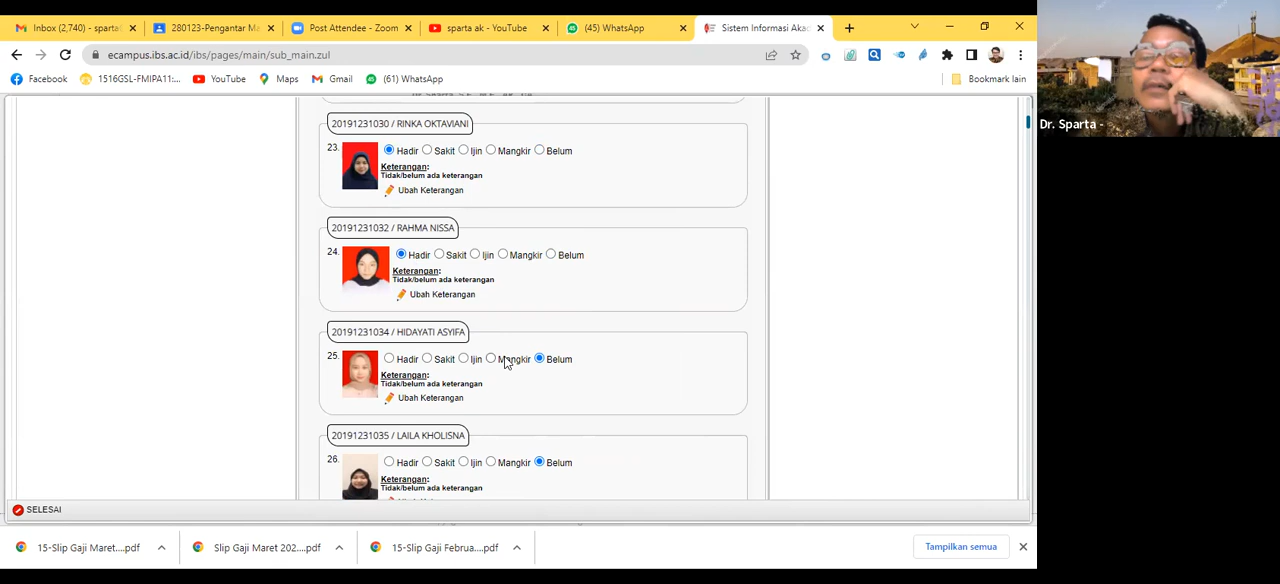 Inbox (2,740) - sparta
280123-Pengantar Ma
Post Attendee - Zoom
sparta ak - YouTube
(45) WhatsApp
Sistem Informasi Aka
ecampus.ibs.ac.id/ibs/pages/main/sub_main.zul
Facebook
1516GSL-FMIPA11:...
YouTube
Maps
Gmail
(61) WhatsApp
Bookmark lain
20191231030 / RINKA OKTAVIANI
23.
Hadir Sakit Ijin Mangkir Belum
Keterangan:
Tidak/belum ada keterangan
Ubah Keterangan
20191231032 / RAHMA NISSA
24.
Hadir Sakit Ijin Mangkir Belum
Keterangan:
Tidak/belum ada keterangan
Ubah Keterangan
20191231034 / HIDAYATI ASYIFA
25.
Hadir Sakit Ijin Mangkir Belum
Keterangan:
Tidak/belum ada keterangan
Ubah Keterangan
20191231035 / LAILA KHOLISNA
26.
Hadir Sakit Ijin Mangkir Belum
Keterangan:
Tidak/belum ada keterangan
SELESAI
15-Slip Gaji Maret....pdf
Slip Gaji Maret 202....pdf
15-Slip Gaji Februa....pdf
Tampilkan semua
Dr. Sparta -